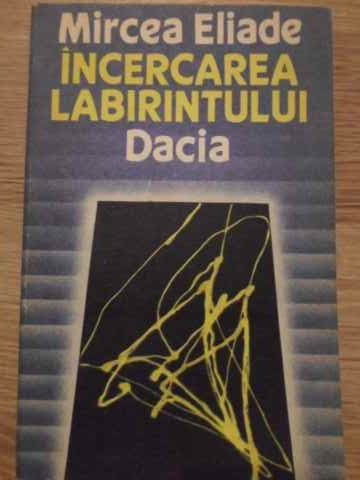 Mircea Eliade
ÎNCERCAREA
LABIRINTULUI
Dacia